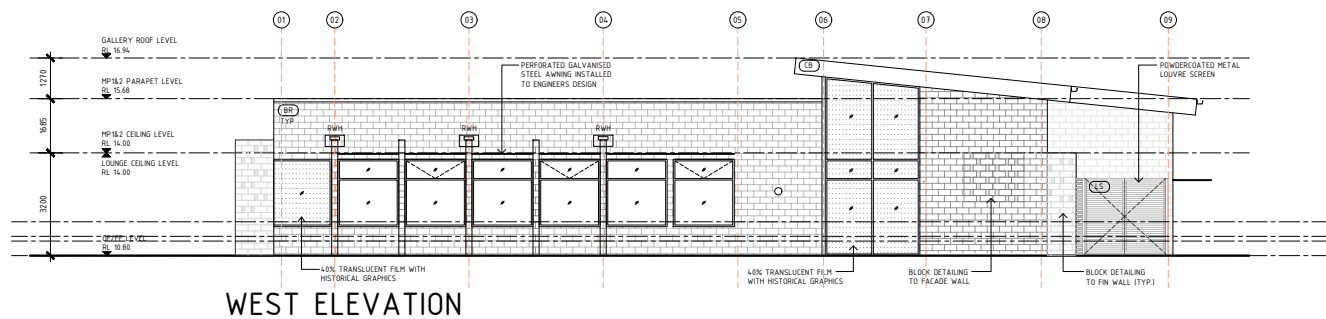 01
02
03
04
05
06
07
08
09
GALLERY ROOF LEVEL
RL 16.94
1270
MP1&2 PARAPET LEVEL
RL 15.68
1685
MP1&2 CEILING LEVEL
RL 14.00
LOUNGE CEILING LEVEL
RL 14.00
3200
GF/FF LEVEL
RL 10.80
BR
TYP
RWH
RWH
RWH
PERFORATED GALVANISED
STEEL AWNING INSTALLED
TO ENGINEERS DESIGN
CB
POWDERCOATED METAL
LOUVRE SCREEN
LS
40% TRANSLUCENT FILM WITH
HISTORICAL GRAPHICS
40% TRANSLUCENT FILM
WITH HISTORICAL GRAPHICS
BLOCK DETAILING
TO FACADE WALL
BLOCK DETAILING
TO FIN WALL (TYP.)
WEST ELEVATION